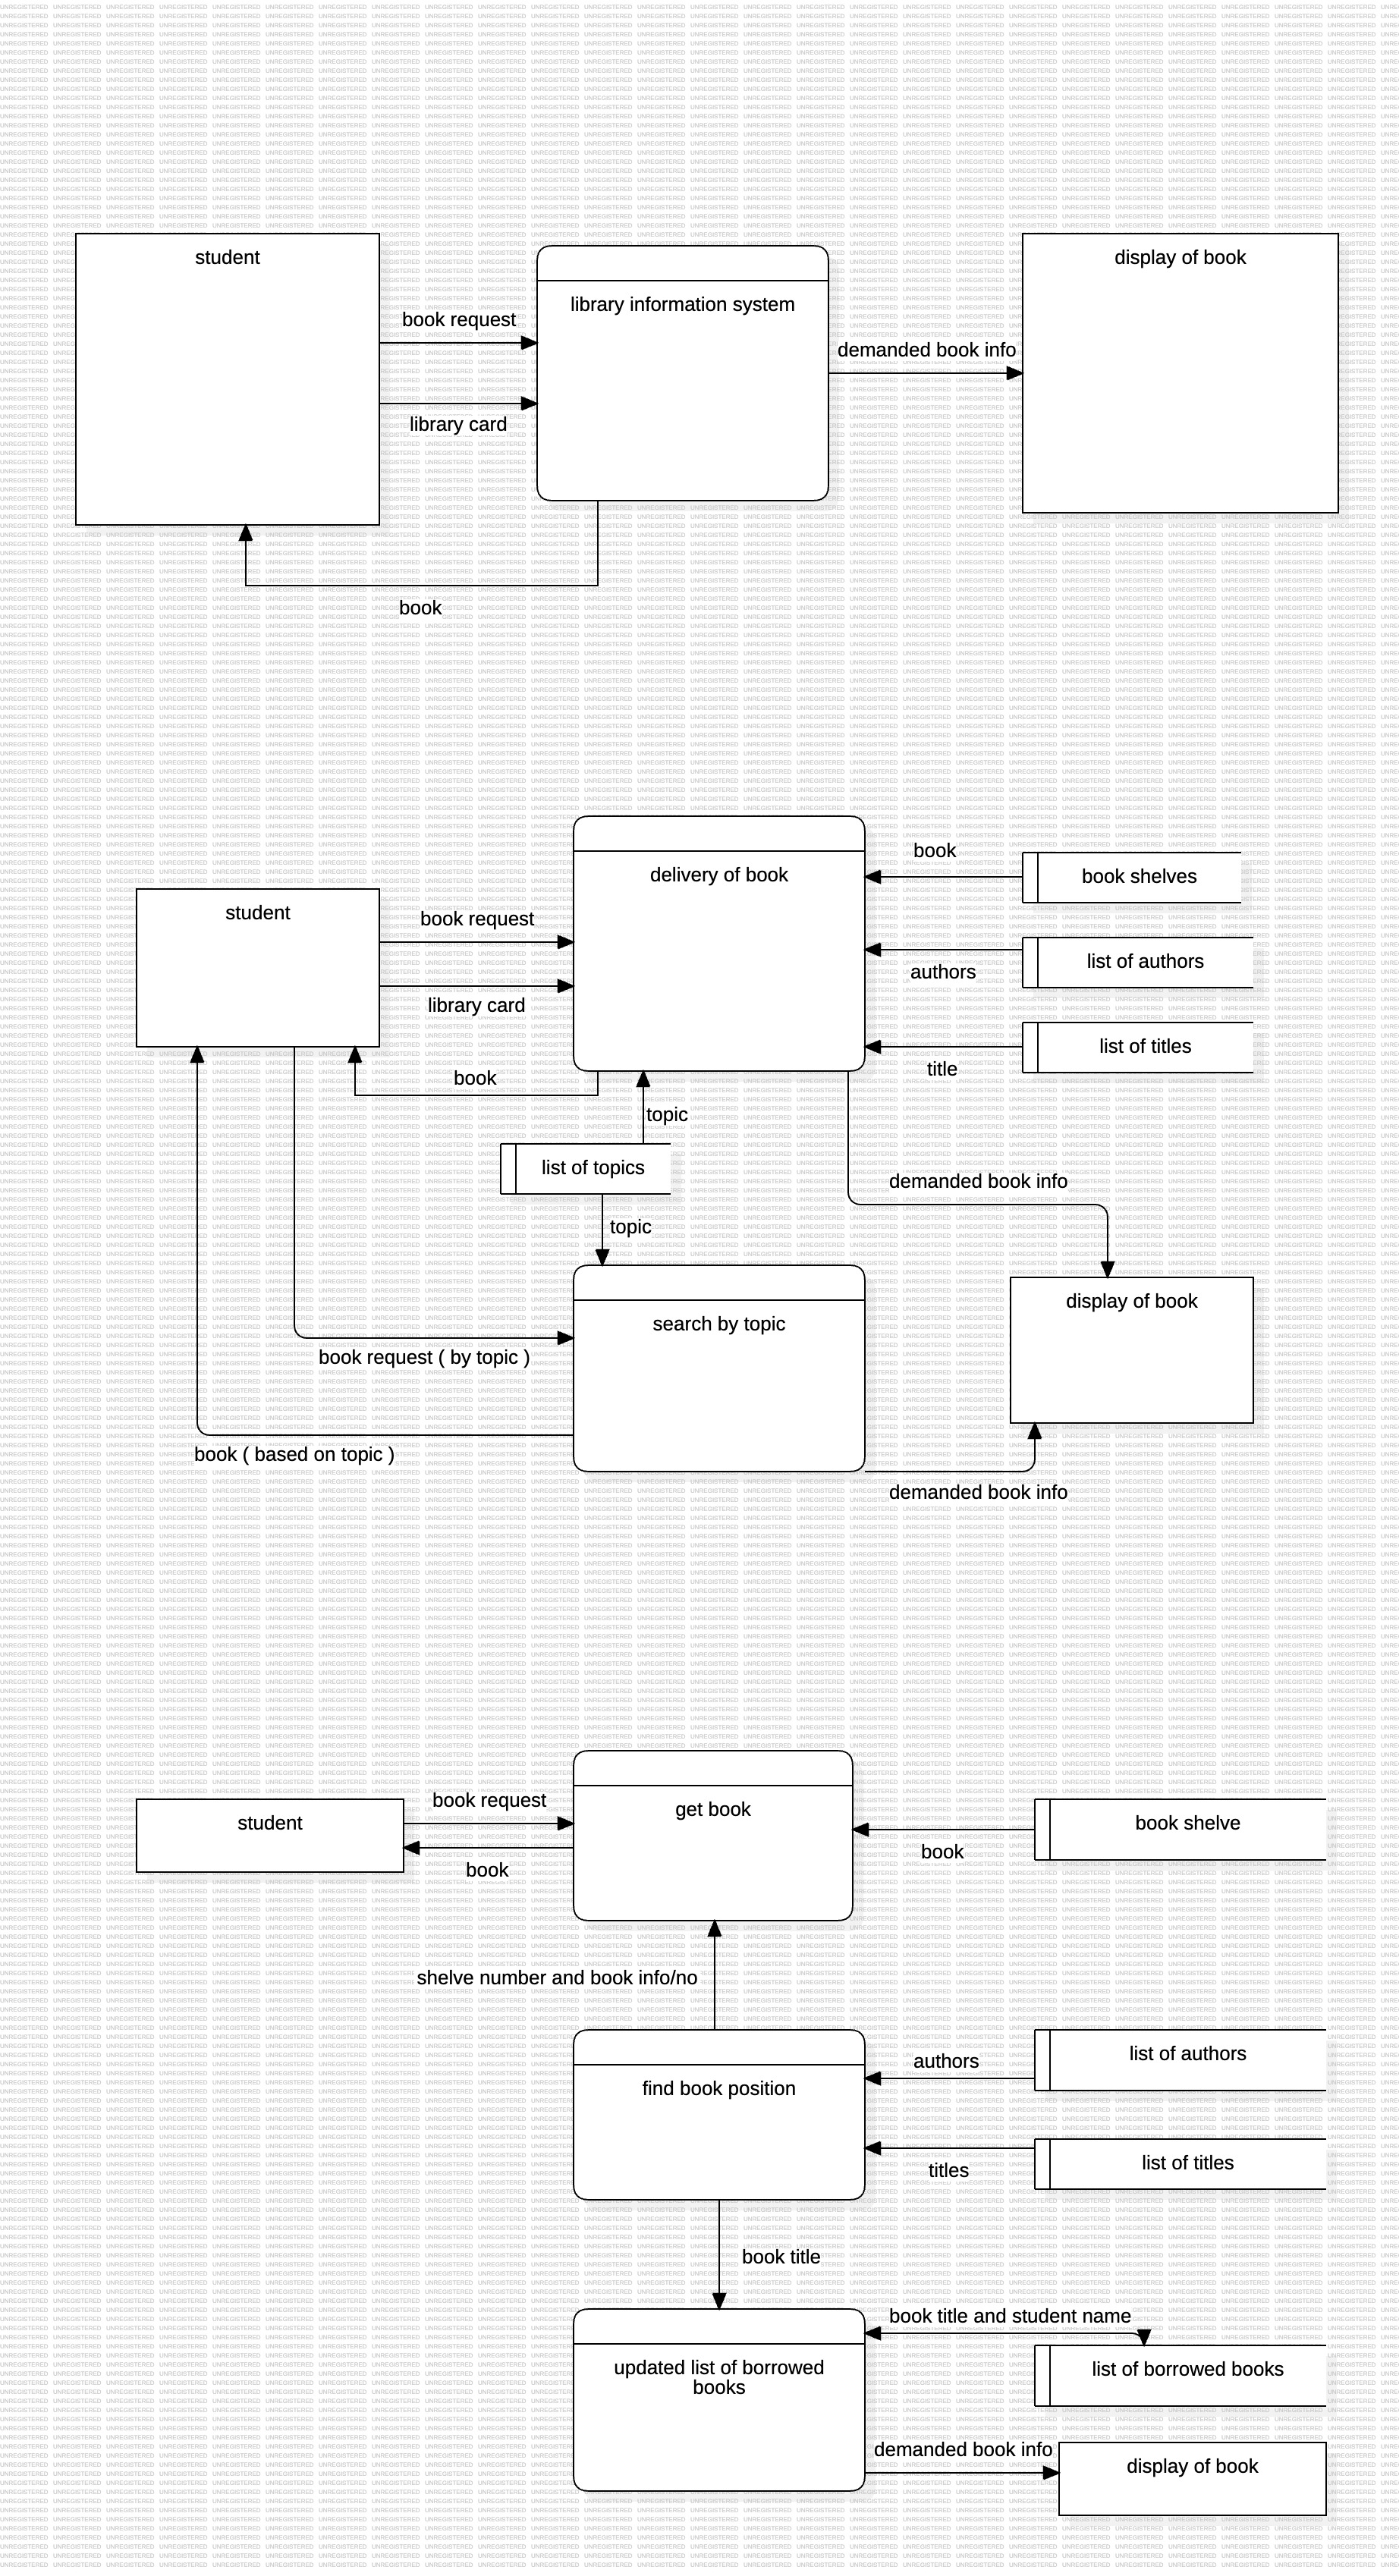 student
library information system
display of book
book request
demanded book info
library card
book
delivery of book
book
book shelves
student
book request
list of authors
authors
library card
list of titles
title
book
topic
list of topics
demanded book info
topic
display of book
search by topic
book request ( by topic )
book ( based on topic )
demanded book info
get book
book request
student
book shelve
book
book
shelve number and book info/no
list of authors
authors
find book position
list of titles
titles
book title
book title and student name
updated list of borrowed
books
list of borrowed books
demanded book info
display of book
UNREGISTERED